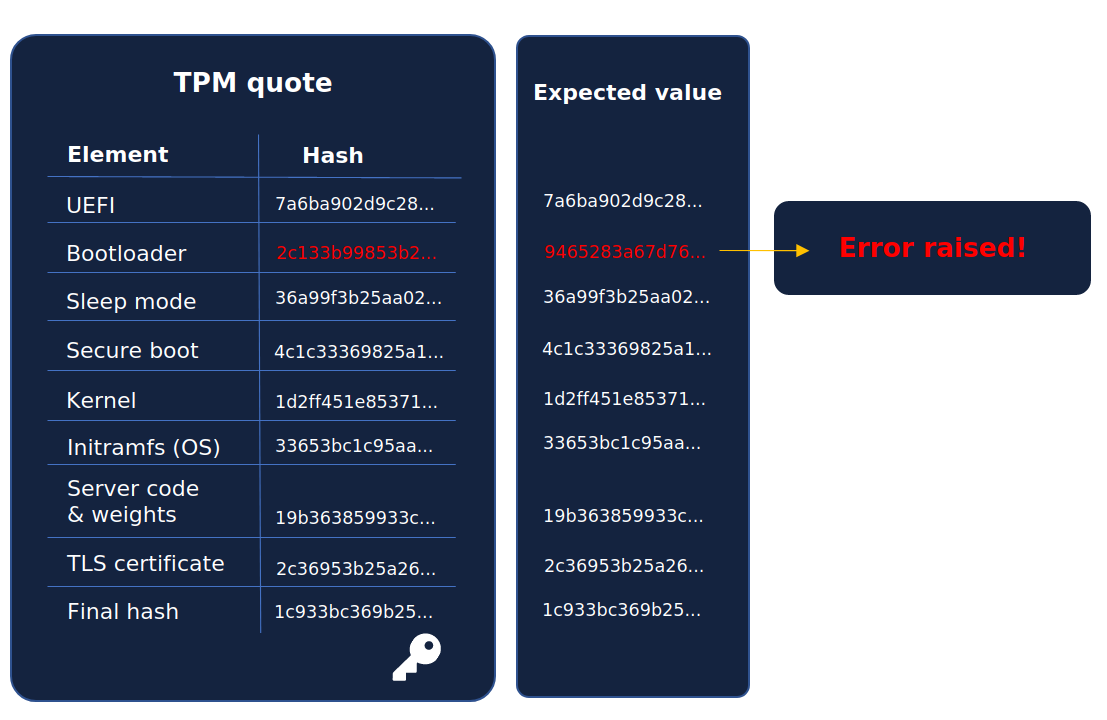 TPM quote
Element Hash
UEFI 7a6ba902d9c28...
Bootloader 2c133b99853b2...
Sleep mode 36a99f3b25aa02...
Secure boot 4c1c33369825a1...
Kernel 1d2ff451e85371...
Initramfs (OS) 33653bc1c95aa...
Server code
& weights 19b363859933c...
TLS certificate 2c36953b25a26...
Final hash 1c933bc369b25...
Expected value
7a6ba902d9c28...
9465283a67d76...
36a99f3b25aa02...
4c1c33369825a1...
1d2ff451e85371...
33653bc1c95aa...
19b363859933c...
2c36953b25a26...
1c933bc369b25...
Error raised!